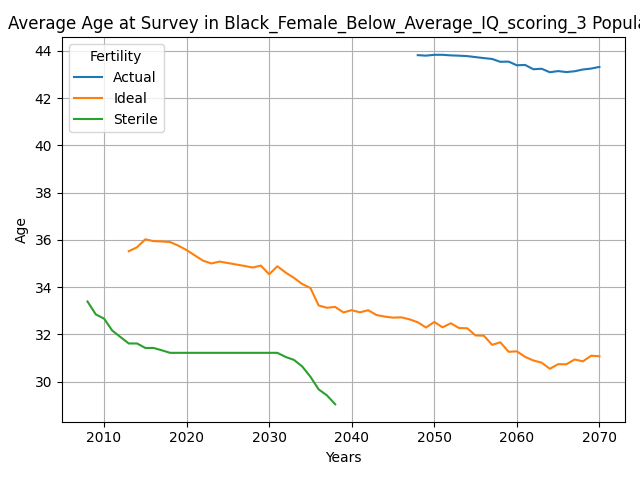 Average Age at Survey in Black_Female_Below_Average_IQ_scoring_3 Popula
Fertility
Actual
Ideal
Sterile
44
42
40
38
36
34
32
30
Age
2010 2020 2030 2040 2050 2060 2070
Years